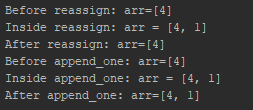 Before reassign: arr=[4]
Inside reassign: arr = [4, 1]
After reassign: arr=[4]
Before append_one: arr=[4]
Inside append_one: arr = [4, 1]
After append_one: arr=[4, 1]